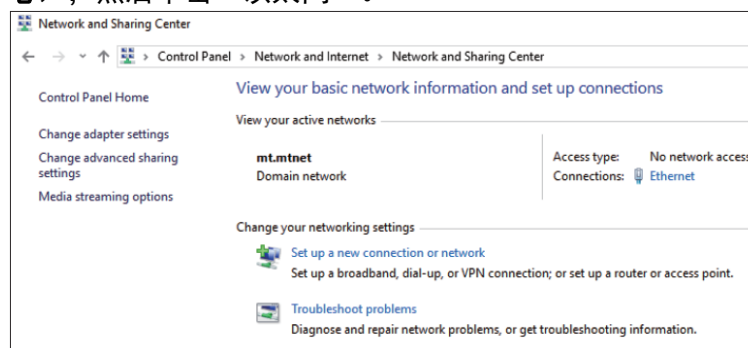 Network and Sharing Center
Control Panel > Network and Internet > Network and Sharing Center
Control Panel Home
Change adapter settings
Change advanced sharing
settings
Media streaming options
View your basic network information and set up connections
View your active networks
mt.mtnet
Domain network
Access type: No network access
Connections: Ethernet
Change your networking settings
Set up a new connection or network
Set up a broadband, dial-up, or VPN connection; or set up a router or access point.
Troubleshoot problems
Diagnose and repair network problems, or get troubleshooting information.